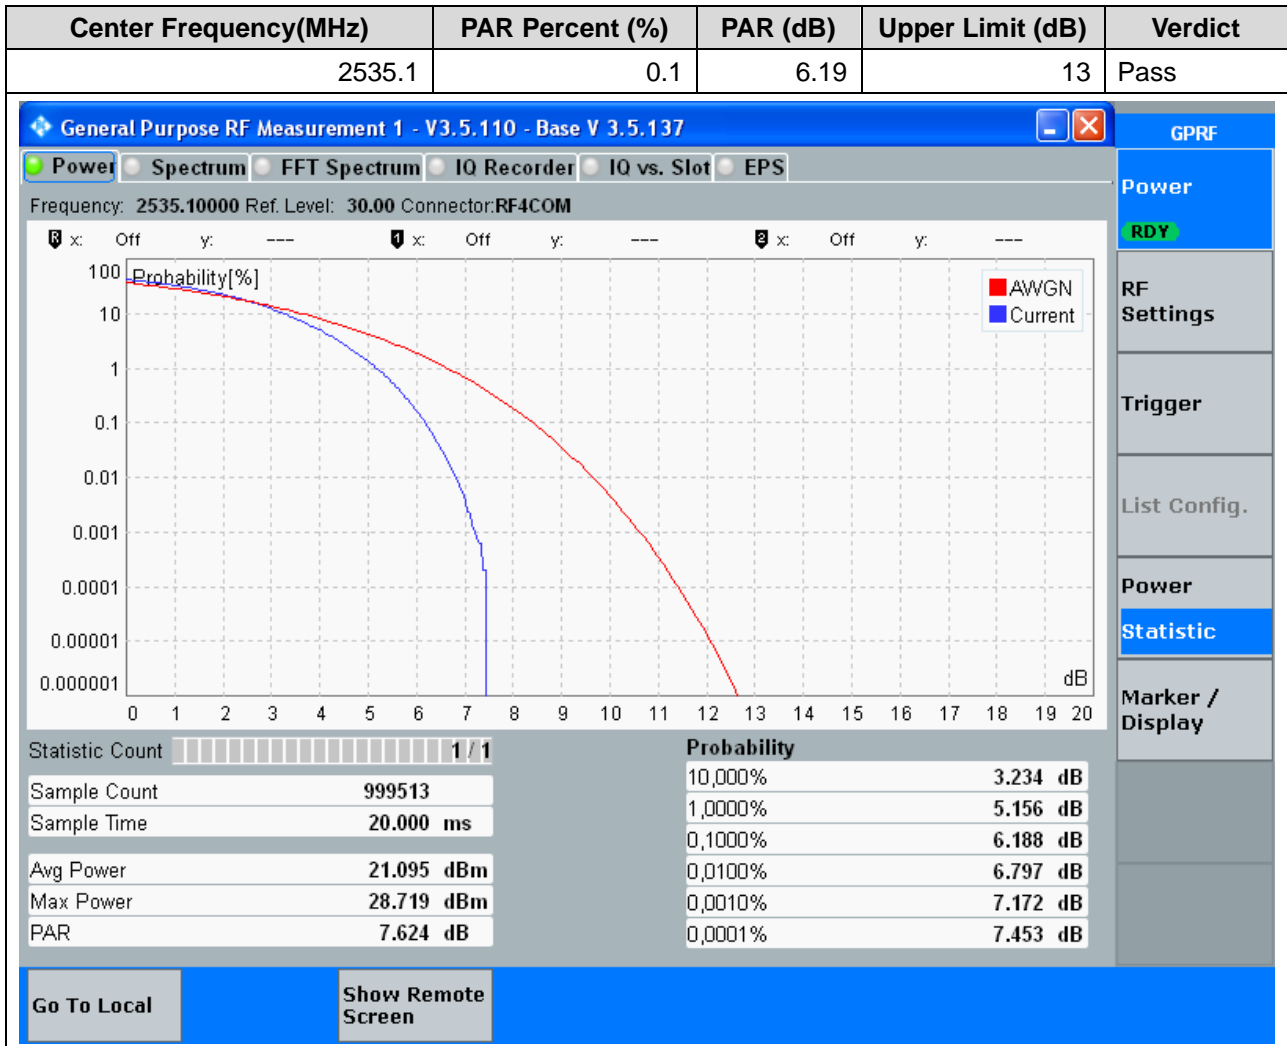 Center Frequency(MHz) PAR Percent (%) PAR (dB) Upper Limit (dB) Verdict
2535.1 0.1 6.19 13 Pass
General Purpose RF Measurement 1 - V3.5.110 - Base V 3.5.137
GPRF
Power Spectrum FFT Spectrum IQ Recorder IQ vs. Slot EPS
Frequency: 2535.10000 Ref. Level: 30.00 Connector:RF4COM
R x: Off y: --- 1 x: Off y: --- 2 x: Off y: ---
Probability[%]
AWGN
Current
100
10
1
0.1
0.01
0.001
0.0001
0.00001
0.000001
dB
0 1 2 3 4 5 6 7 8 9 10 11 12 13 14 15 16 17 18 19 20
Statistic Count 1 / 1
Sample Count 999513
Sample Time 20.000 ms
Avg Power 21.095 dBm
Max Power 28.719 dBm
PAR 7.624 dB
Probability
10,000% 3.234 dB
1,0000% 5.156 dB
0,1000% 6.188 dB
0,0100% 6.797 dB
0,0010% 7.172 dB
0,0001% 7.453 dB
Power
RDY
RF
Settings
Trigger
List Config.
Power
Statistic
Marker /
Display
Go To Local
Show Remote
Screen